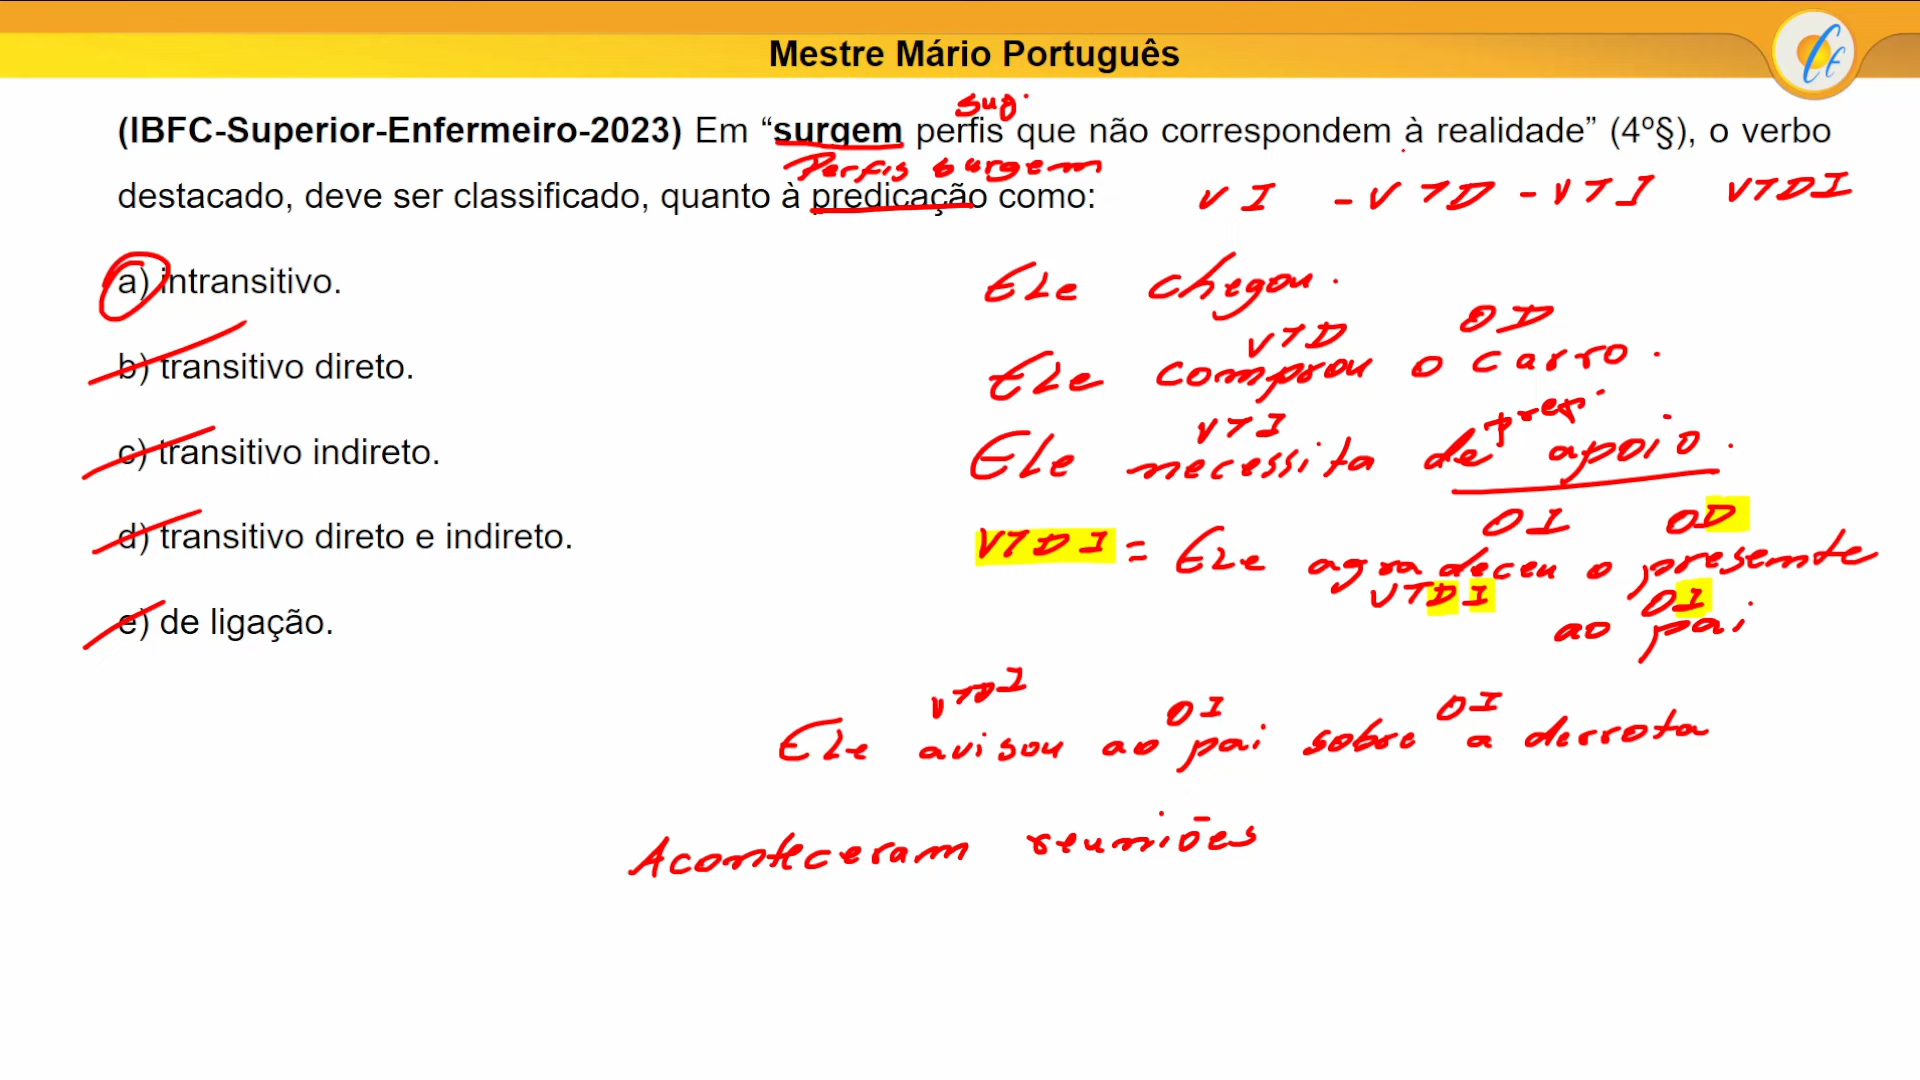 Mestre Mário Português
suj.
(IBFC-Superior-Enfermeiro-2023) Em “surgem perfis que não correspondem à realidade” (4º§), o verbo
Perfis surgem
destacado, deve ser classificado, quanto à predicação como: VI - VTD - VTI VTDI
a) intransitivo.
Ele chegou.
VTD OD
b) transitivo direto.
Ele comprou o carro.
VTI prep.
c) transitivo indireto.
Ele necessita de apoio.
OI OD
d) transitivo direto e indireto.
VTDI = Ele agradeceu o presente
VTDI OI
ao pai
e) de ligação.
VTDI OI OI
Ele avisou ao pai sobre a derrota
Aconteceram reuniões